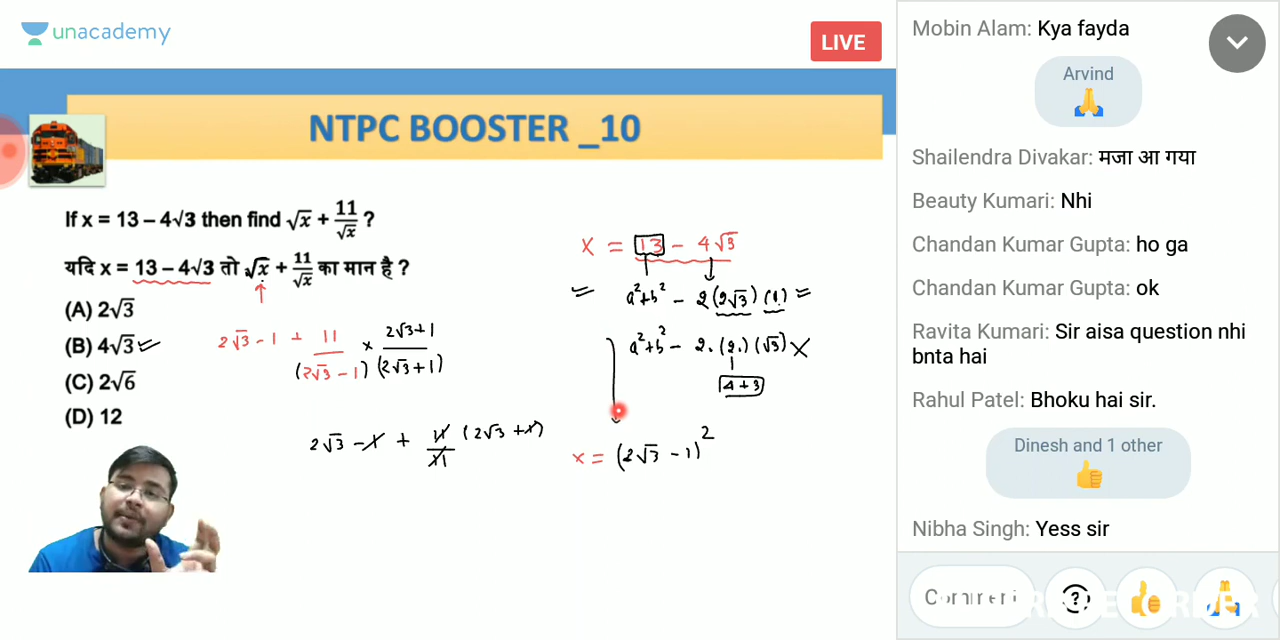 unacademy
LIVE
NTPC BOOSTER _10
If x = 13 – 4√3 then find √x + 11/√x ?
यदि x = 13 – 4√3 तो √x + 11/√x का मान है ?
(A) 2√3
(B) 4√3
(C) 2√6
(D) 12
2√3 - 1 + 11/(2√3 - 1) × (2√3+1)/(2√3+1)
2√3 - 1 + 11/11 (2√3 + 1)
x = 13 - 4√3
= a²+b² - 2(2√3)(1) =
a²+b² - 2.(2.)(√3) ×
4+3
x = (2√3 - 1)²
Mobin Alam: Kya fayda
Arvind
Shailendra Divakar: मजा आ गया
Beauty Kumari: Nhi
Chandan Kumar Gupta: ho ga
Chandan Kumar Gupta: ok
Ravita Kumari: Sir aisa question nhi
bnta hai
Rahul Patel: Bhoku hai sir.
Dinesh and 1 other
Nibha Singh: Yess sir